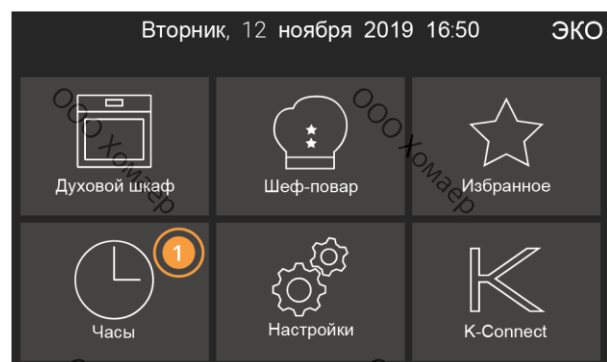 Вторник, 12 ноября 2019 16:50 ЭКО
ООО Хомаер
ООО Хомаер
Духовой шкаф Шеф-повар Избранное
1
Часы Настройки K-Connect